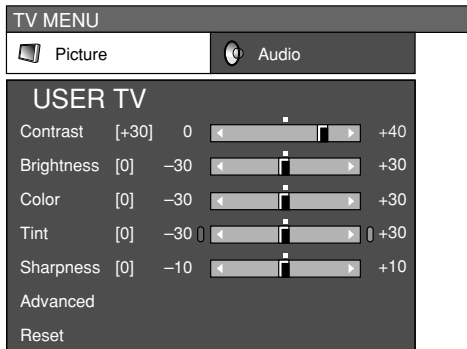 TV MENU
Picture Audio
USER TV
Contrast [+30] 0 +40
Brightness [0] –30 +30
Color [0] –30 +30
Tint [0] –30 +30
Sharpness [0] –10 +10
Advanced
Reset